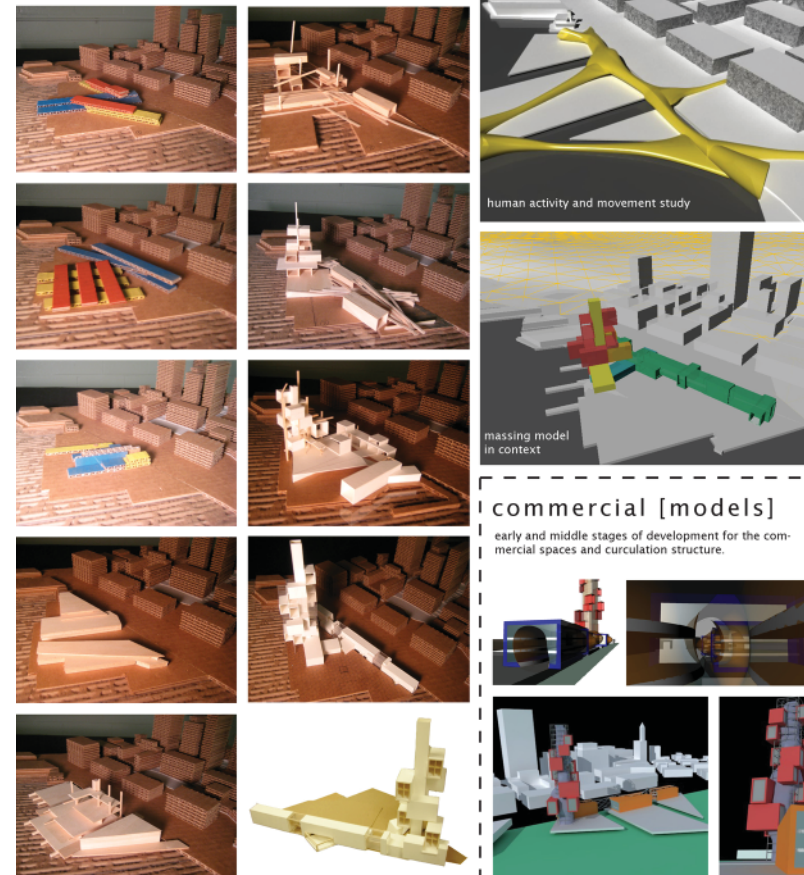 human activity and movement study
massing model
in context
commercial [models]
early and middle stages of development for the com-
mercial spaces and curculation structure.